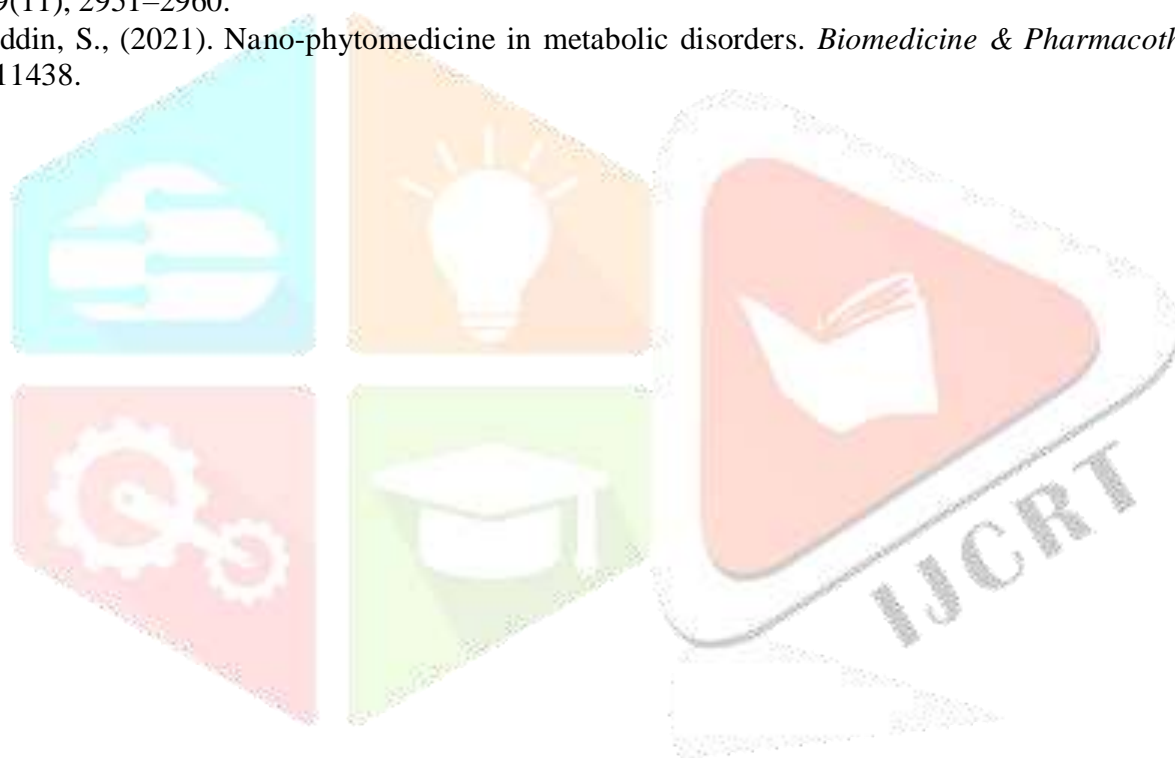 9(11), 2951–2960.
ddin, S., (2021). Nano-phytomedicine in metabolic disorders. Biomedicine & Pharmacoth
11438.
IJCRT